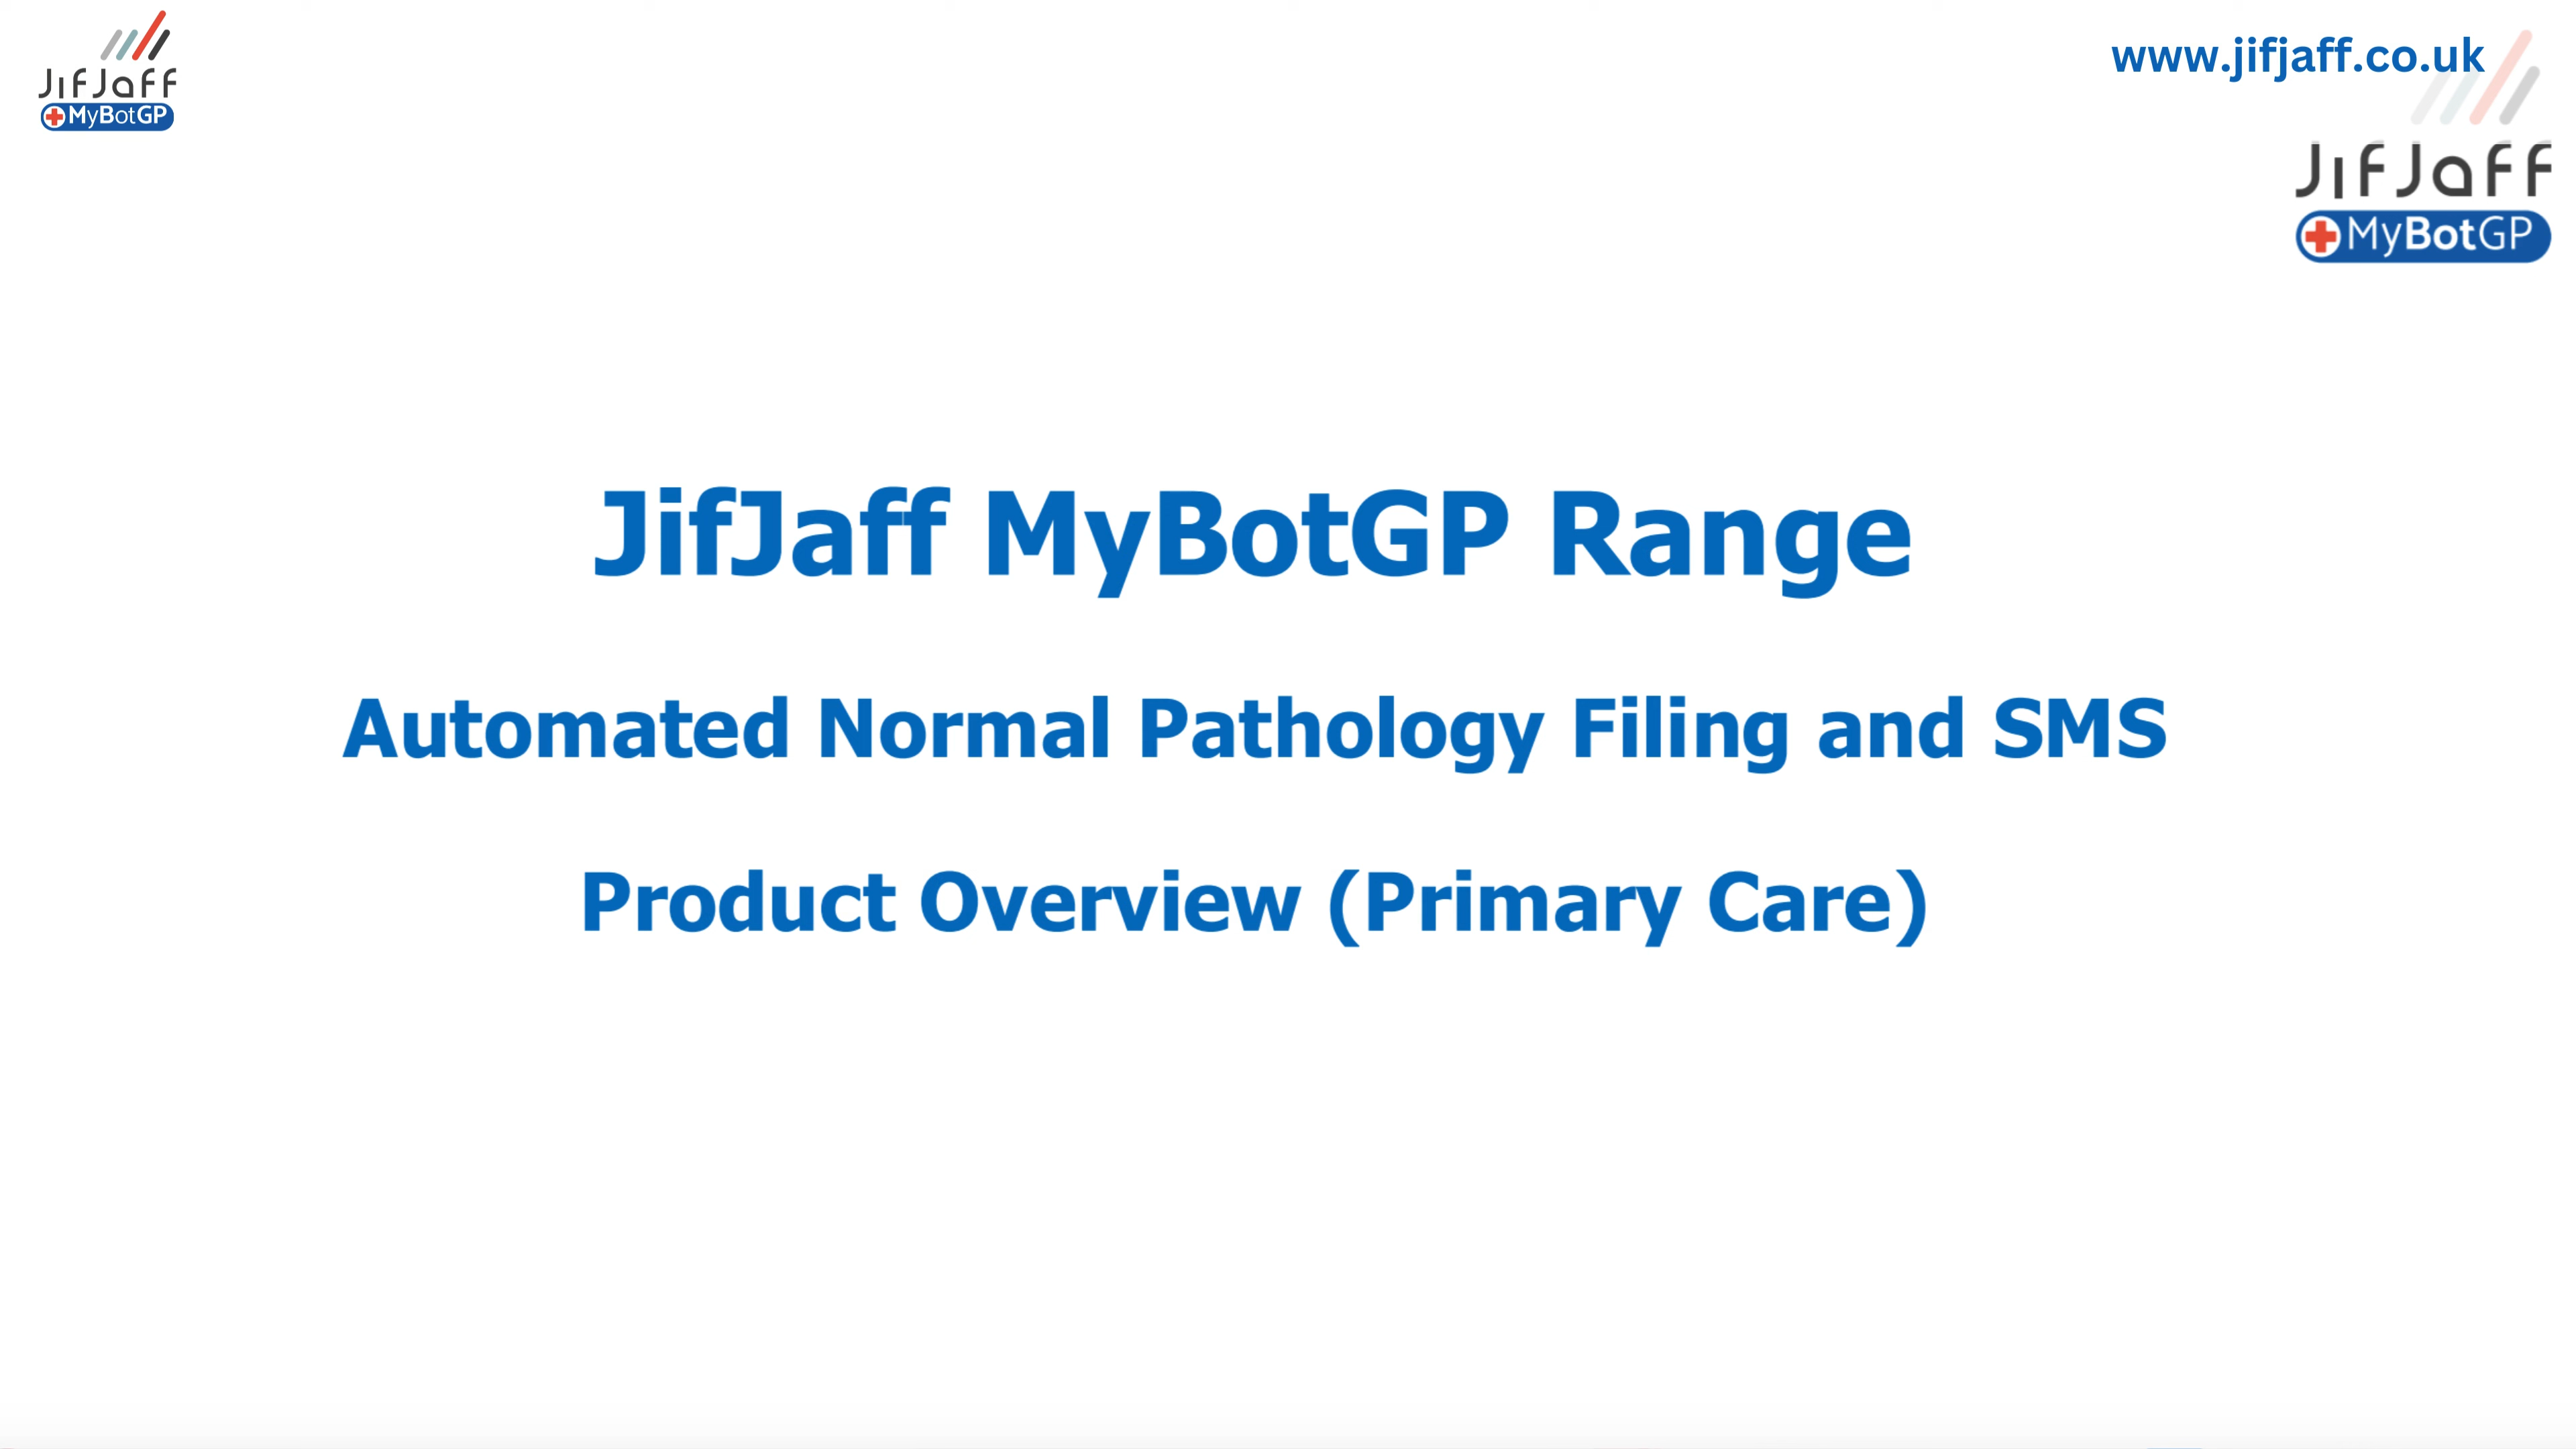 JifJaff
MyBotGP
www.jifjaff.co.uk
JifJaff
MyBotGP
JifJaff MyBotGP Range
Automated Normal Pathology Filing and SMS
Product Overview (Primary Care)